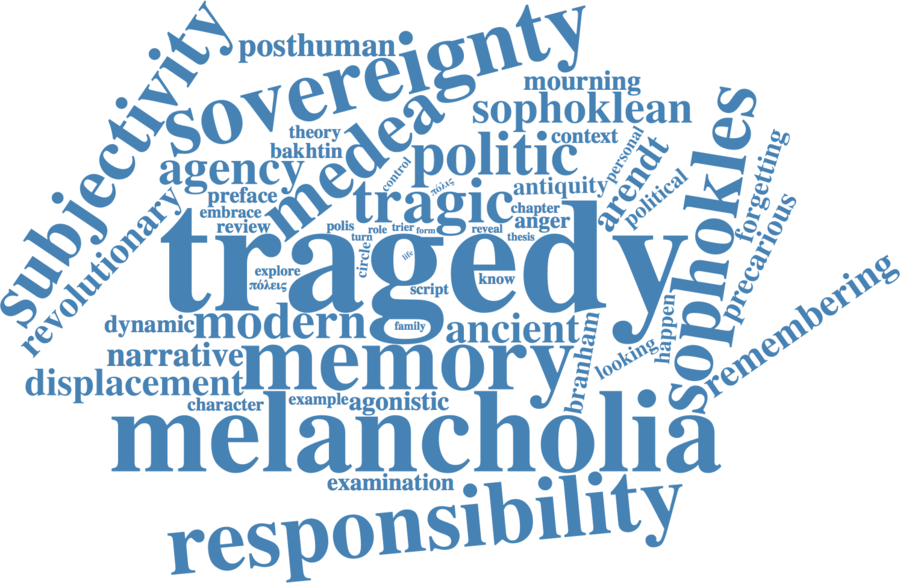 subjectivity
posthuman
sovereignty
mourning
sophoklean
theory
bakhtin
medea
politic
context
personal
agency
control
πόλις
antiquity
arendt
political
sophokles
forgetting
preface
tragic
chapter
embrace
anger
review
revolutionary
polis
role
trier
form
reveal
turn
thesis
precarious
tragedy
circle
life
explore
πόλεις
script
know
remembering
dynamic
modern
family
ancient
happen
looking
narrative
memory
branham
displacement
character
example
agonistic
melancholia
examination
responsibility